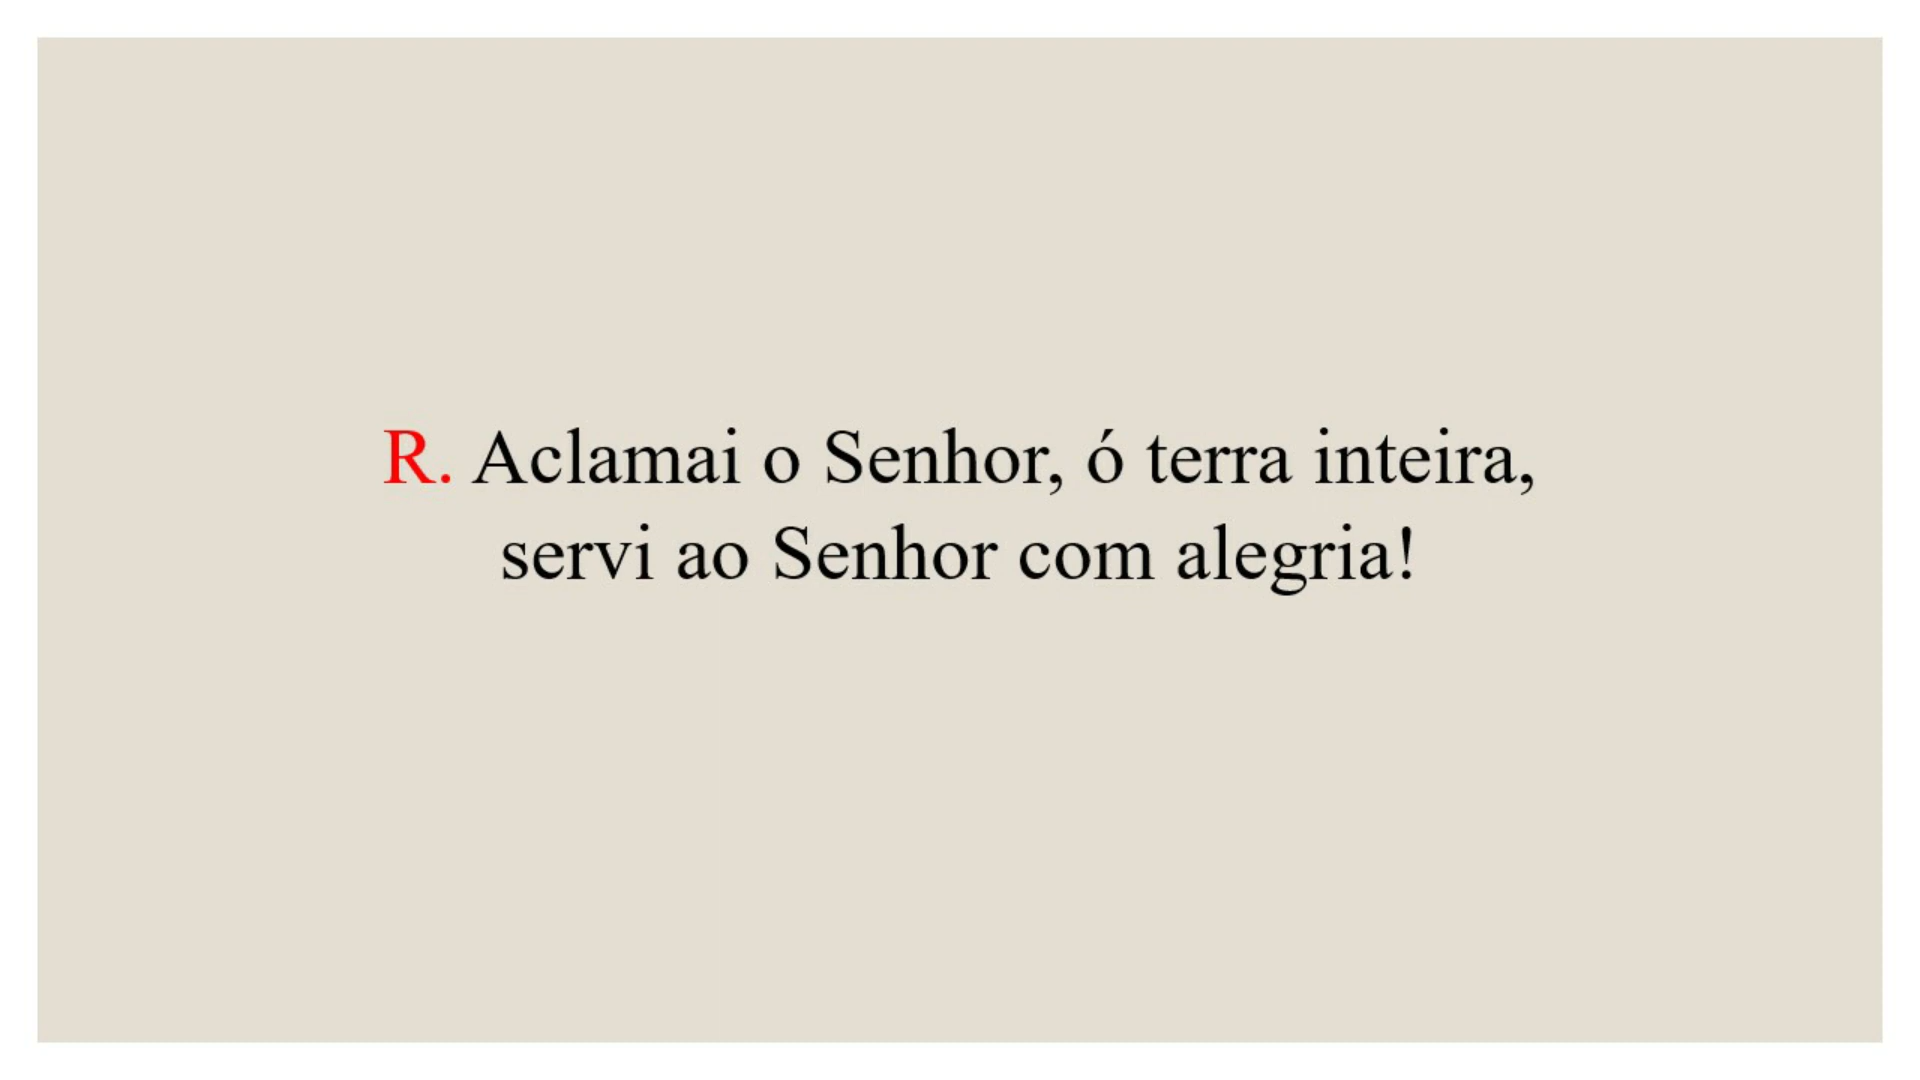 R. Aclamai o Senhor, ó terra inteira,
servi ao Senhor com alegria!